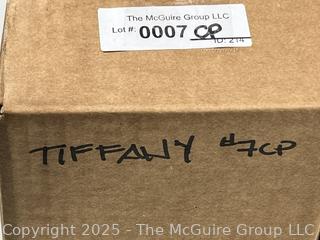 The McGuire Group LLC
Lot #: 0007 CP
ID: 214
TIFFANY #7CP
Copyright © 2025 - The McGuire Group LLC